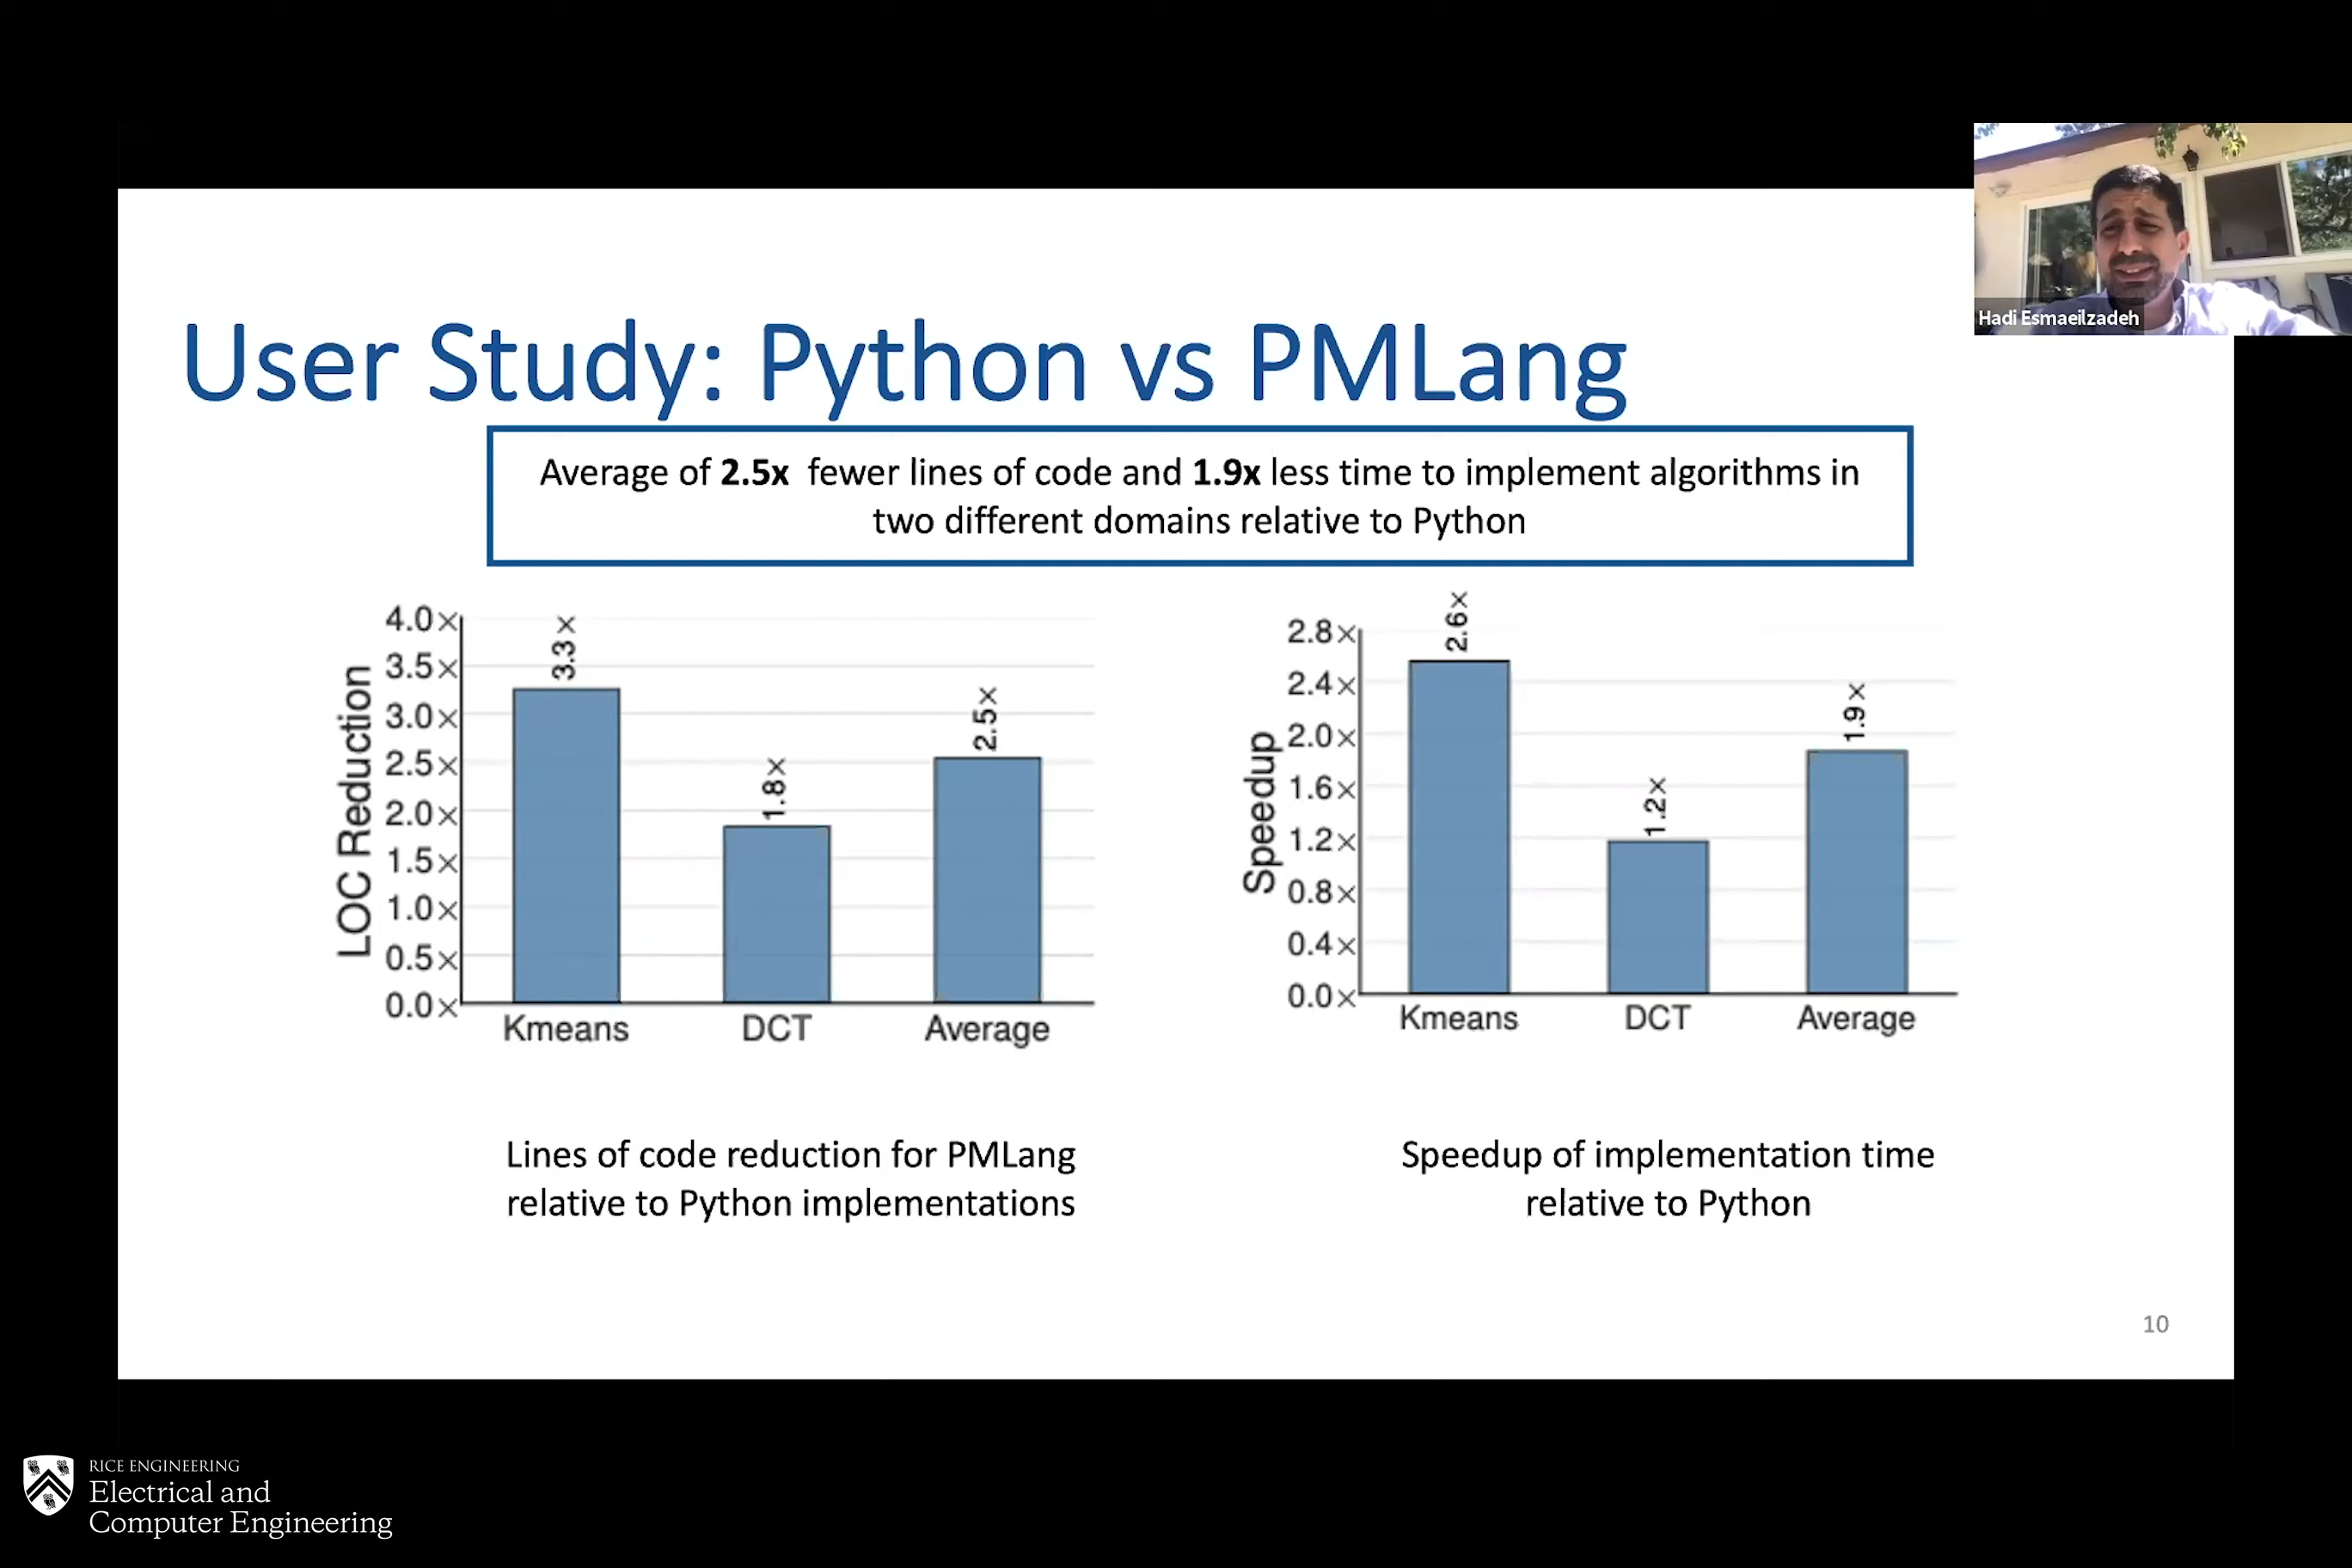 Hadi Esmaeilzadeh
User Study: Python vs PMLang
Average of 2.5x fewer lines of code and 1.9x less time to implement algorithms in
two different domains relative to Python
LOC Reduction
4.0×
3.5×
3.0×
2.5×
2.0×
1.5×
1.0×
0.5×
0.0×
3.3×
1.8×
2.5×
Kmeans DCT Average
Speedup
2.8×
2.4×
2.0×
1.6×
1.2×
0.8×
0.4×
0.0×
2.6×
1.2×
1.9×
Kmeans DCT Average
Lines of code reduction for PMLang
relative to Python implementations
Speedup of implementation time
relative to Python
10
RICE ENGINEERING
Electrical and
Computer Engineering